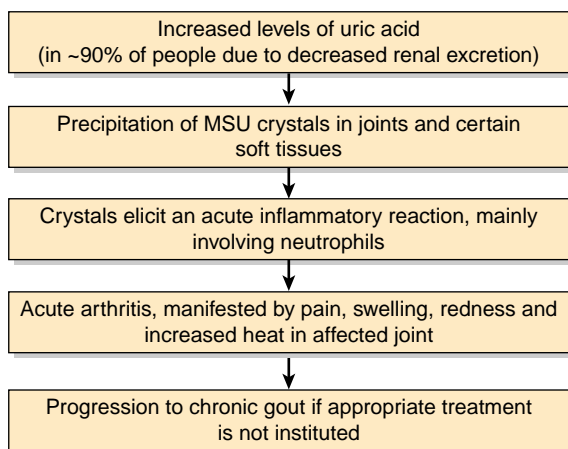 Increased levels of uric acid
(in ~90% of people due to decreased renal excretion)
Precipitation of MSU crystals in joints and certain
soft tissues
Crystals elicit an acute inflammatory reaction, mainly
involving neutrophils
Acute arthritis, manifested by pain, swelling, redness and
increased heat in affected joint
Progression to chronic gout if appropriate treatment
is not instituted